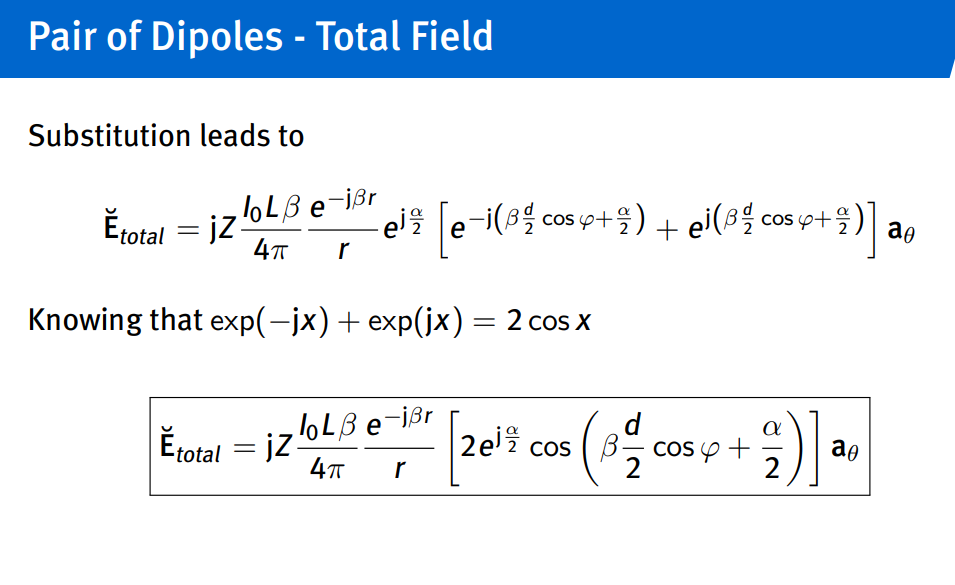 Pair of Dipoles - Total Field
Substitution leads to
$\breve{\mathbf{E}}_{total} = jZ\frac{I_0 L\beta}{4\pi}\frac{e^{-j\beta r}}{r}e^{j\frac{\alpha}{2}}\left[e^{-j\left(\beta\frac{d}{2}\cos\varphi+\frac{\alpha}{2}\right)} + e^{j\left(\beta\frac{d}{2}\cos\varphi+\frac{\alpha}{2}\right)}\right]\mathbf{a}_\theta$
Knowing that exp(−jx) + exp(jx) = 2 cos x
$\breve{\mathbf{E}}_{total} = jZ\frac{I_0 L\beta}{4\pi}\frac{e^{-j\beta r}}{r}\left[2e^{j\frac{\alpha}{2}}\cos\left(\beta\frac{d}{2}\cos\varphi+\frac{\alpha}{2}\right)\right]\mathbf{a}_\theta$